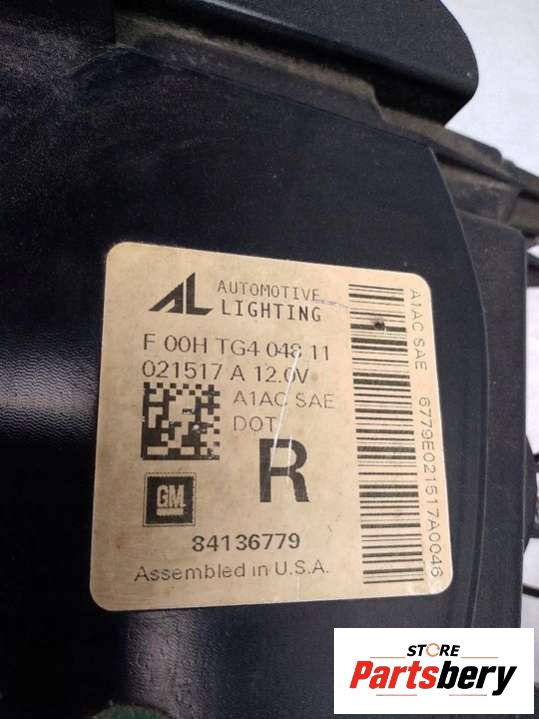 AL AUTOMOTIVE
LIGHTING
F 00H TG4 048 11
021517 A 12.0V
A1AC SAE
DOT
R
GM
84136779
Assembled in U.S.A.
A1AC SAE 6779E021517A0046
STORE
Partsbery